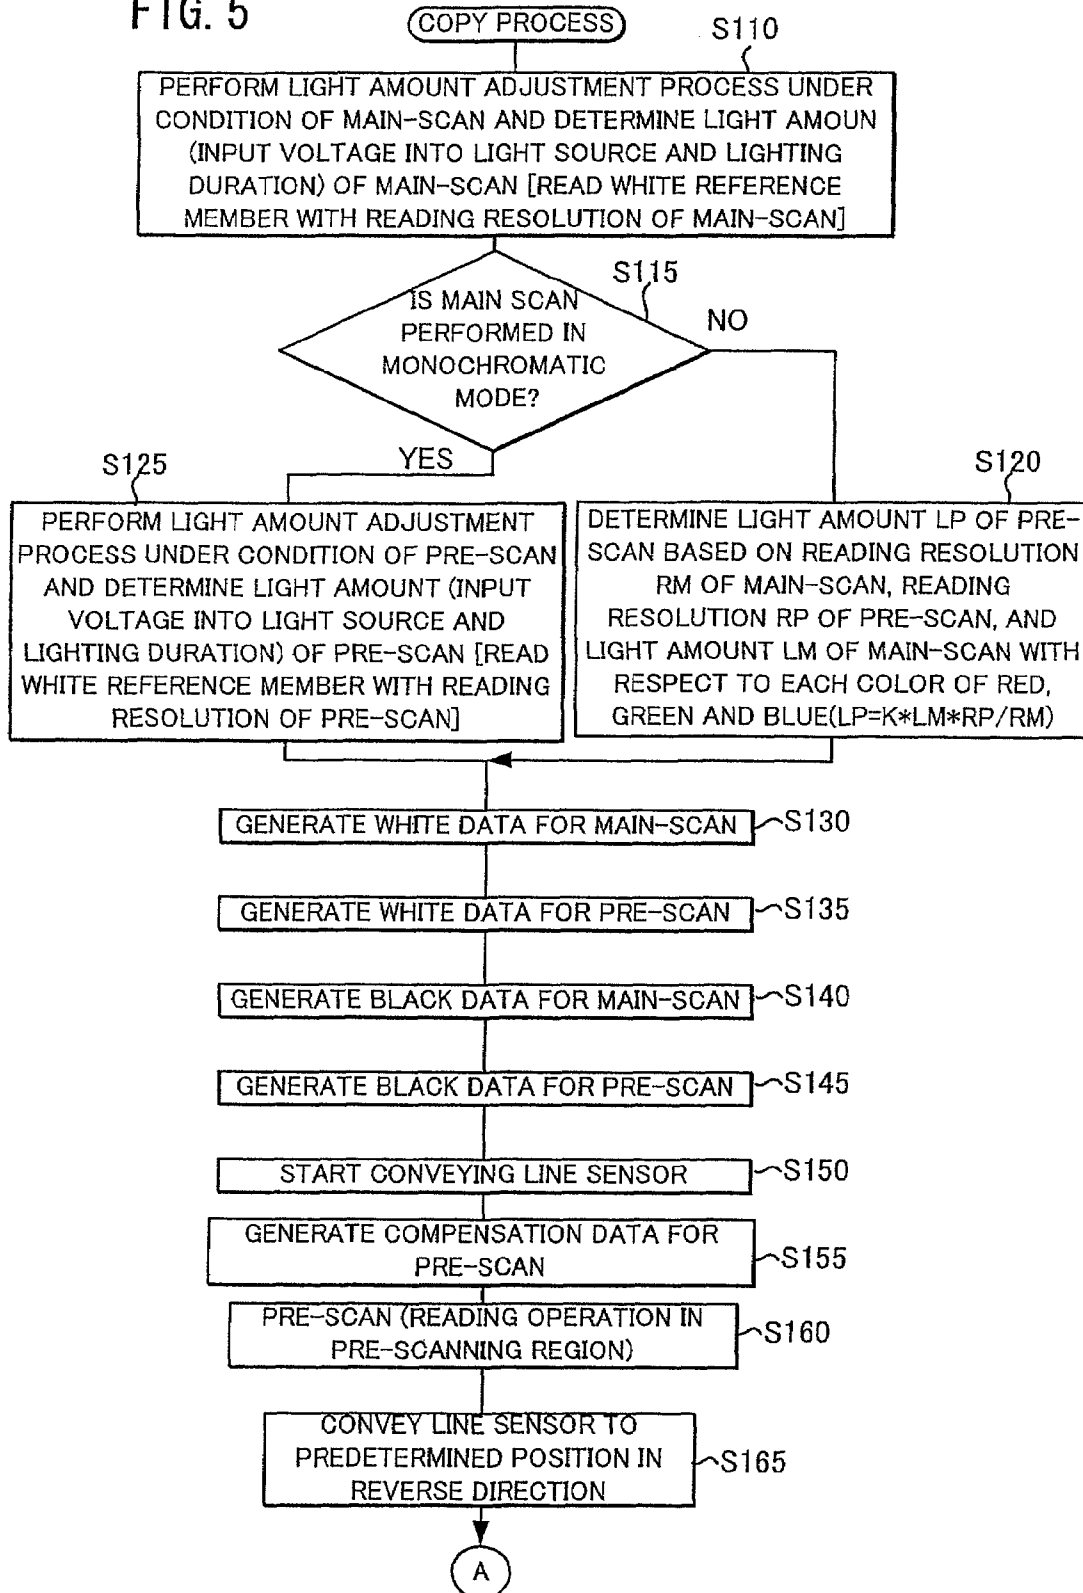 FIG. 5
COPY PROCESS
S110
PERFORM LIGHT AMOUNT ADJUSTMENT PROCESS UNDER
CONDITION OF MAIN-SCAN AND DETERMINE LIGHT AMOUN
(INPUT VOLTAGE INTO LIGHT SOURCE AND LIGHTING
DURATION) OF MAIN-SCAN [READ WHITE REFERENCE
MEMBER WITH READING RESOLUTION OF MAIN-SCAN]
S115
IS MAIN SCAN
PERFORMED IN
MONOCHROMATIC
MODE?
NO
YES
S125
PERFORM LIGHT AMOUNT ADJUSTMENT
PROCESS UNDER CONDITION OF PRE-SCAN
AND DETERMINE LIGHT AMOUNT (INPUT
VOLTAGE INTO LIGHT SOURCE AND
LIGHTING DURATION) OF PRE-SCAN [READ
WHITE REFERENCE MEMBER WITH READING
RESOLUTION OF PRE-SCAN]
S120
DETERMINE LIGHT AMOUNT LP OF PRE-
SCAN BASED ON READING RESOLUTION
RM OF MAIN-SCAN, READING
RESOLUTION RP OF PRE-SCAN, AND
LIGHT AMOUNT LM OF MAIN-SCAN WITH
RESPECT TO EACH COLOR OF RED,
GREEN AND BLUE(LP=K*LM*RP/RM)
GENERATE WHITE DATA FOR MAIN-SCAN
S130
GENERATE WHITE DATA FOR PRE-SCAN
S135
GENERATE BLACK DATA FOR MAIN-SCAN
S140
GENERATE BLACK DATA FOR PRE-SCAN
S145
START CONVEYING LINE SENSOR
S150
GENERATE COMPENSATION DATA FOR
PRE-SCAN
S155
PRE-SCAN (READING OPERATION IN
PRE-SCANNING REGION)
S160
CONVEY LINE SENSOR TO
PREDETERMINED POSITION IN
REVERSE DIRECTION
S165
A